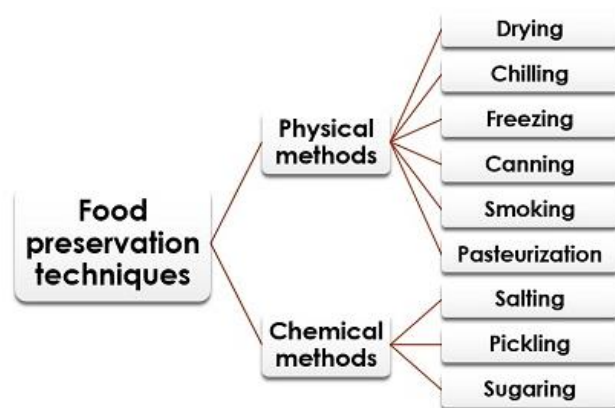 Food
preservation
techniques
Physical
methods
Drying
Chilling
Freezing
Canning
Smoking
Pasteurization
Chemical
methods
Salting
Pickling
Sugaring